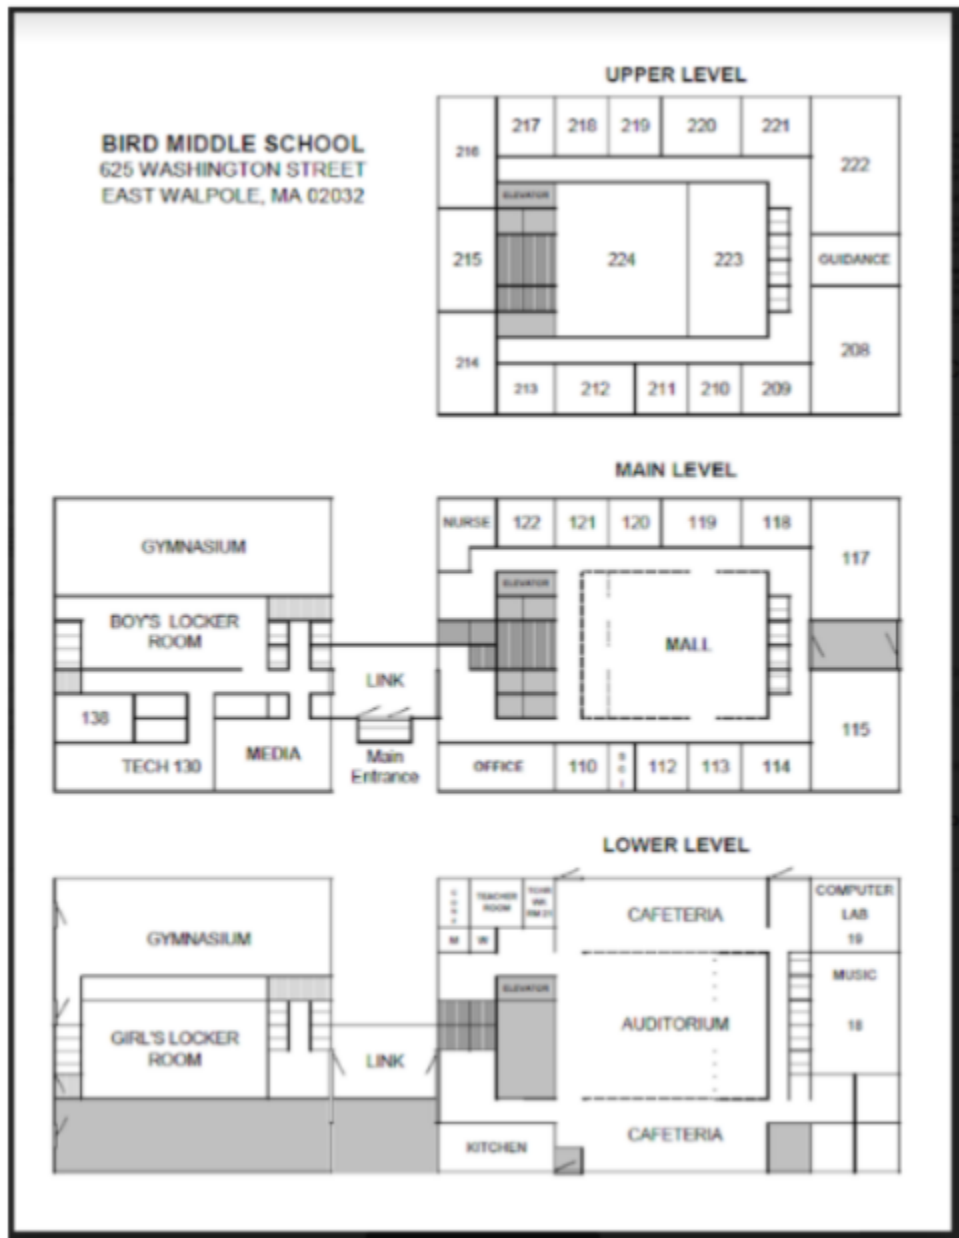 UPPER LEVEL
BIRD MIDDLE SCHOOL
625 WASHINGTON STREET
EAST WALPOLE, MA 02032
216
217
218
219
220
221
222
ELEVATOR
215
224
223
GUIDANCE
214
213
212
211
210
209
208
MAIN LEVEL
GYMNASIUM
NURSE
122
121
120
119
118
117
ELEVATOR
BOY'S LOCKER
ROOM
MALL
LINK
138
TECH 130
MEDIA
Main
Entrance
OFFICE
110
112
113
114
115
LOWER LEVEL
GYMNASIUM
TEACHER
ROOM
CAFETERIA
COMPUTER
LAB
19
M
W
ELEVATOR
AUDITORIUM
MUSIC
18
GIRL'S LOCKER
ROOM
LINK
KITCHEN
CAFETERIA